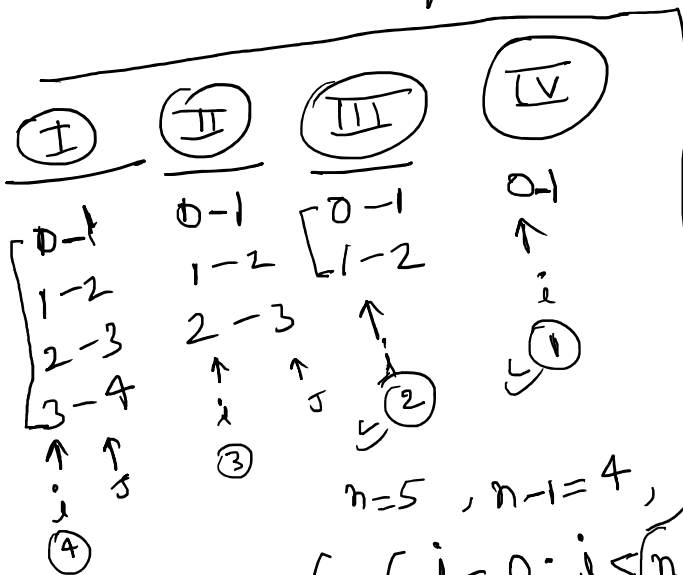 I II III IV
0-1 0-1 0-1 0-1
1-2 1-2 1-2
2-3 2-3
3-4
i J i J i i
4 3 2 1
n=5 , n-1=4 ,
i=0; i<n